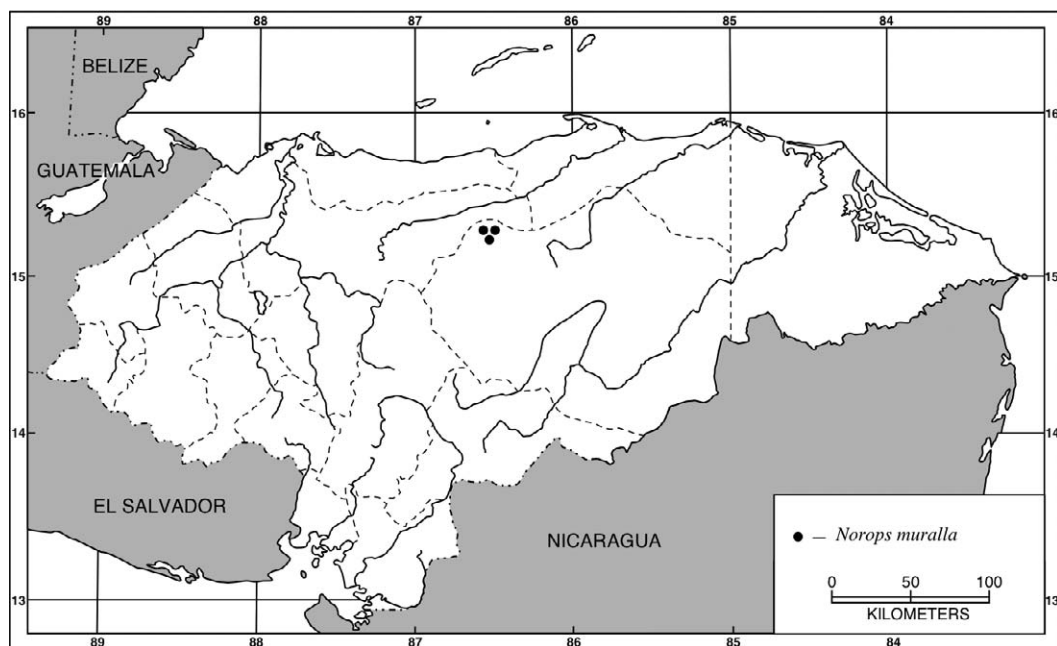 89 88 87 86 85 84
BELIZE
16 16
GUATEMALA
15 15
14 14
EL SALVADOR
NICARAGUA
● – Norops muralla
0 50 100
KILOMETERS
13 13
89 88 87 86 85 84